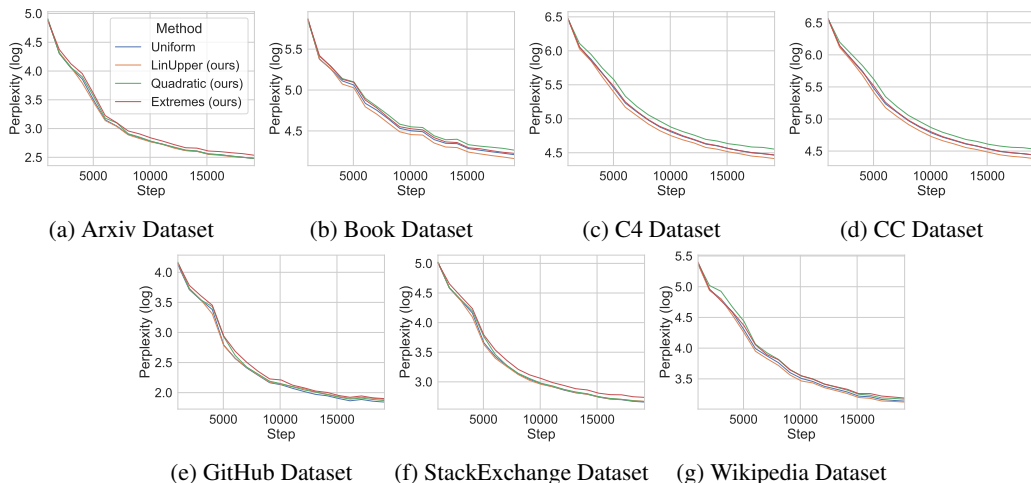 5.0
4.5
4.0
3.5
3.0
2.5
Perplexity (log)
5000
10000
15000
Step
Method
Uniform
LinUpper (ours)
Quadratic (ours)
Extremes (ours)
(a) Arxiv Dataset
5.5
5.0
4.5
Perplexity (log)
5000
10000
15000
Step
(b) Book Dataset
6.5
6.0
5.5
5.0
4.5
Perplexity (log)
5000
10000
15000
Step
(c) C4 Dataset
6.5
6.0
5.5
5.0
4.5
Perplexity (log)
5000
10000
15000
Step
(d) CC Dataset
4.0
3.5
3.0
2.5
2.0
Perplexity (log)
5000
10000
15000
Step
(e) GitHub Dataset
5.0
4.5
4.0
3.5
3.0
Perplexity (log)
5000
10000
15000
Step
(f) StackExchange Dataset
5.5
5.0
4.5
4.0
3.5
Perplexity (log)
5000
10000
15000
Step
(g) Wikipedia Dataset